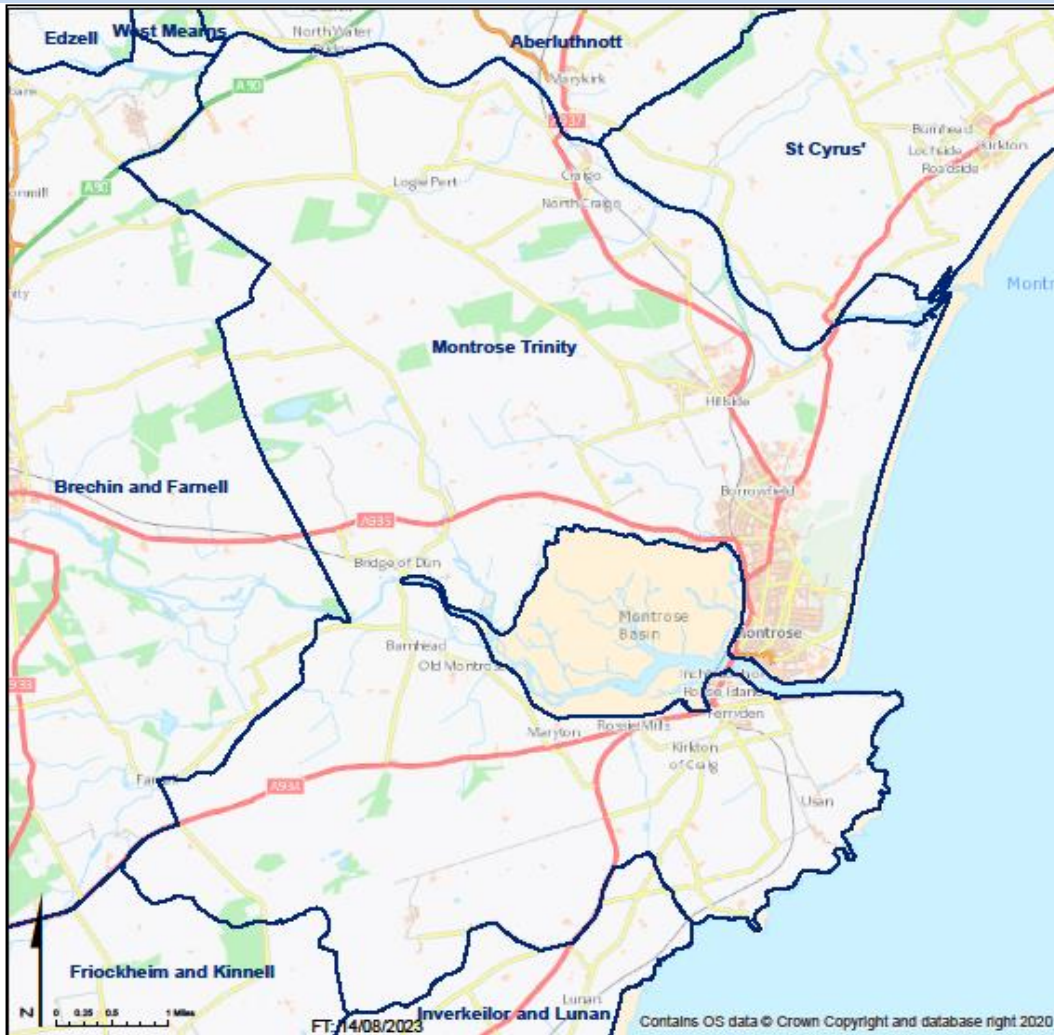 Edzell
West Mearns
North Water
Aberluthnott
A90
Marykirk
A937
Burnhead
Lochside
Kirkton
Roadside
St Cyrus'
Craigo
Logie Pert
North Craigo
A90
Montrose Trinity
Hillside
Brechin and Farnell
Borrowfield
A935
Bridge of Dun
Montrose
Basin
Montrose
Barnhead
Old Montrose
Rossie Island
Ferryden
Rossie Mills
Maryton
Kirkton
of Craig
A934
Usan
Friockheim and Kinnell
Lunan
Inverkeilor and Lunan
N
0 0.25 0.5 1 Miles
FT: 14/08/2023
Contains OS data © Crown Copyright and database right 2020